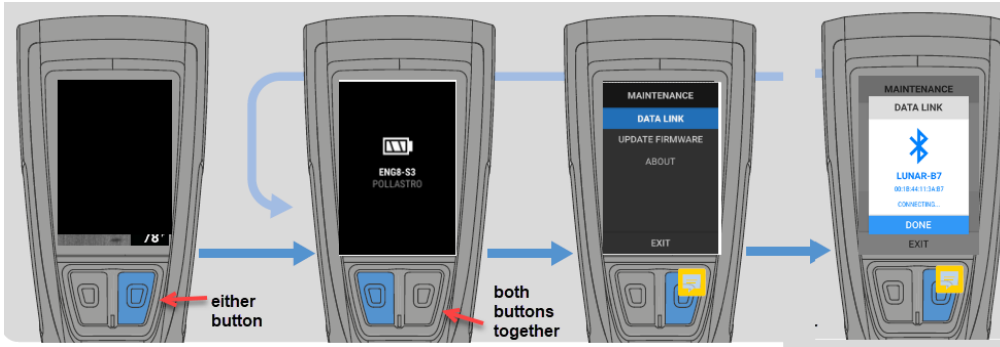 78°
either
button
ENG8-S3
POLLASTRO
both
buttons
together
MAINTENANCE
DATA LINK
UPDATE FIRMWARE
ABOUT
EXIT
MAINTENANCE
DATA LINK
LUNAR-B7
00:18:44:11:3A:B7
CONNECTING...
DONE
EXIT